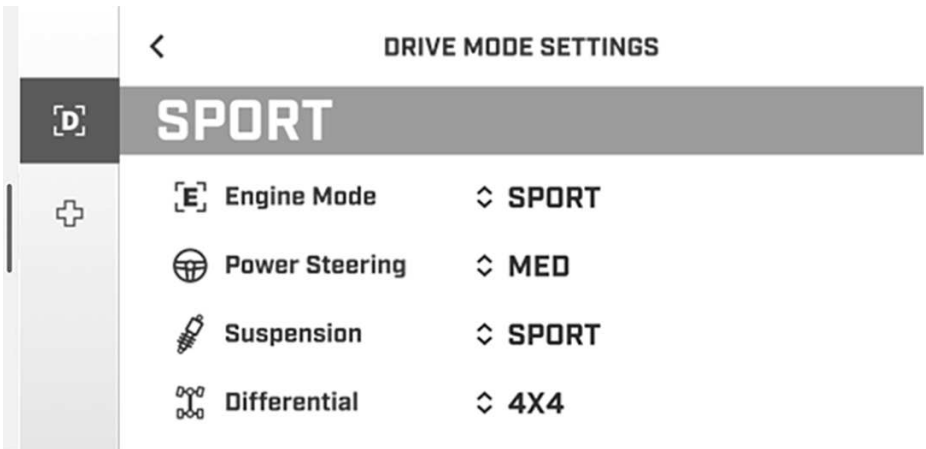 DRIVE MODE SETTINGS
[D]
SPORT
[E] Engine Mode SPORT
Power Steering MED
Suspension SPORT
Differential 4X4